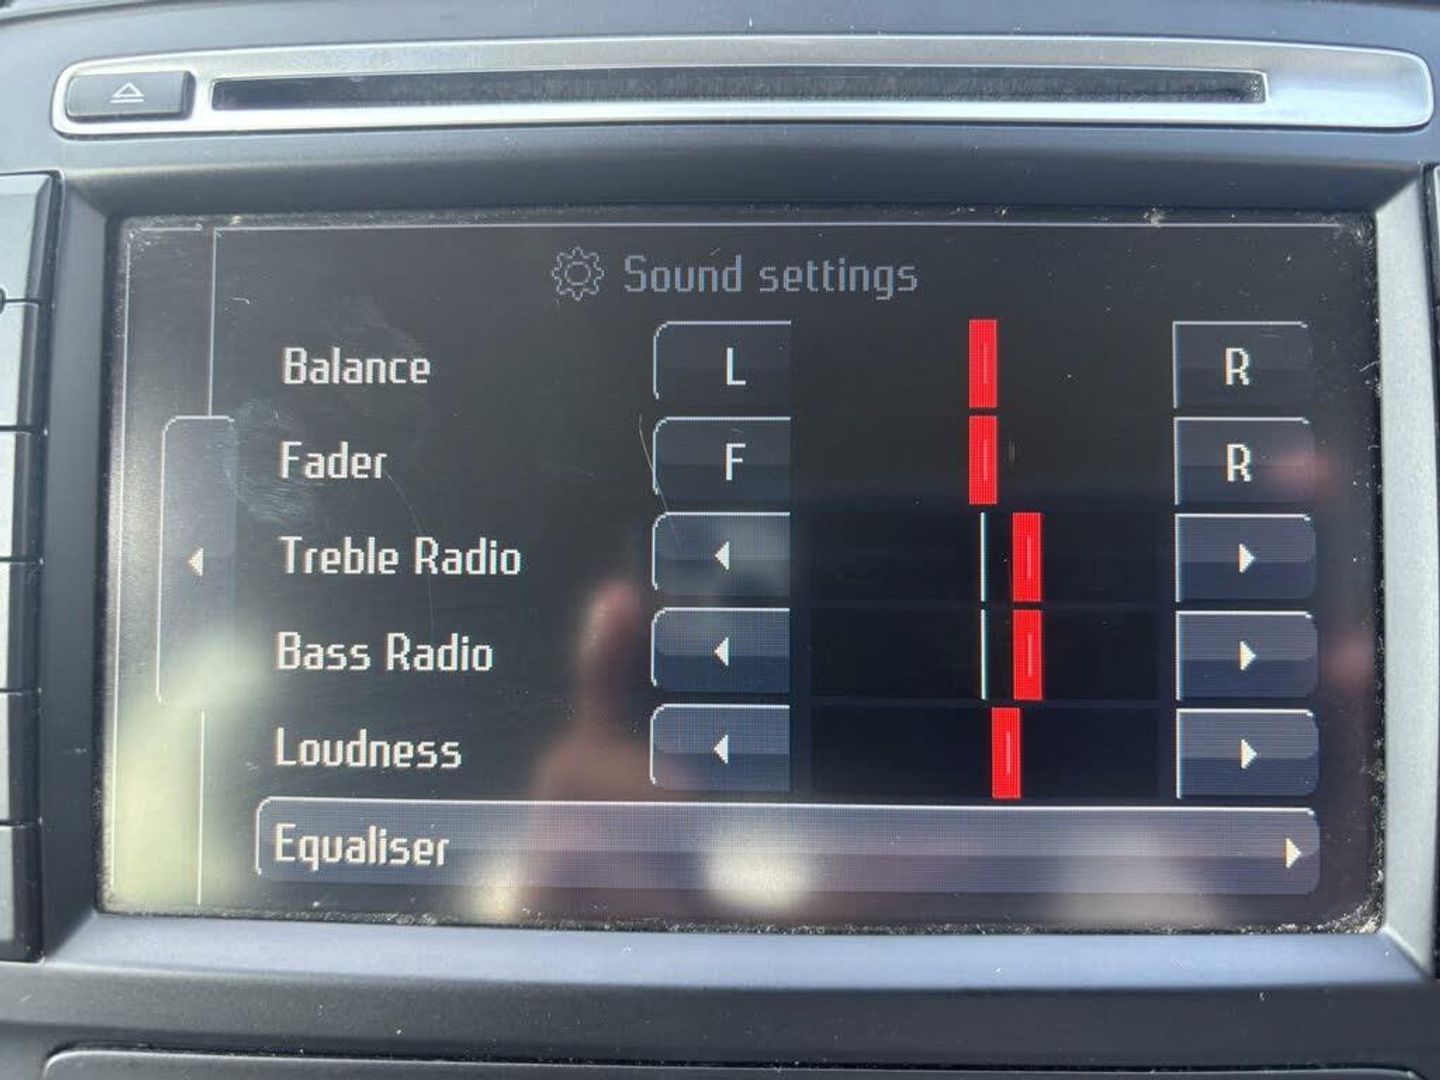 Sound settings
Balance L R
Fader F R
Treble Radio
Bass Radio
Loudness
Equaliser